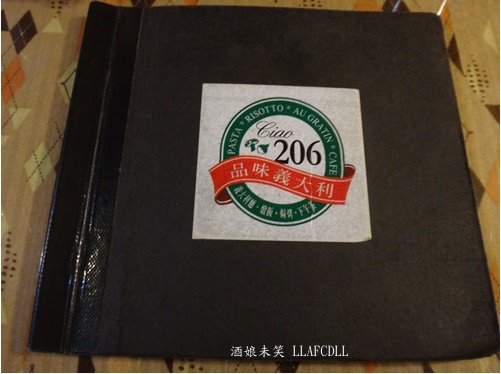 PASTA * RISOTTO * AU GRATIN * CAFE
Ciao
206
品味義大利
義大利麵・燉飯・焗烤・下午茶
酒娘未笑 LLAFCDLL